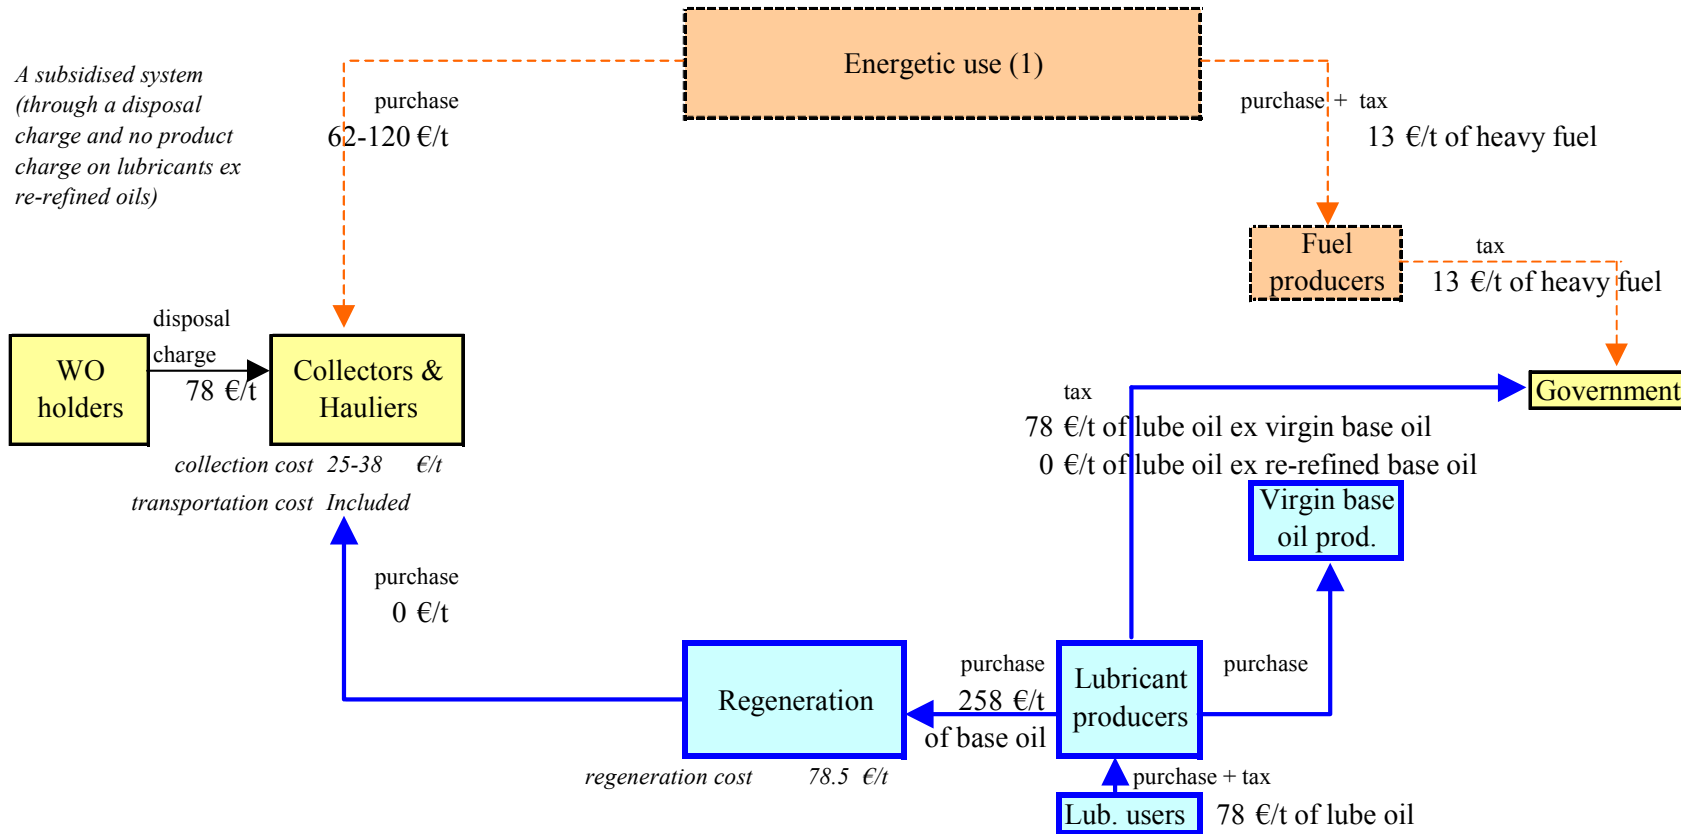 Energetic use (1)
A subsidised system
(through a disposal
charge and no product
charge on lubricants ex
re-refined oils)
purchase
62-120 €/t
purchase + tax
13 €/t of heavy fuel
Fuel
producers
tax
13 €/t of heavy fuel
WO
holders
disposal
charge
78 €/t
Collectors &
Hauliers
collection cost 25-38 €/t
transportation cost Included
Government
tax
78 €/t of lube oil ex virgin base oil
0 €/t of lube oil ex re-refined base oil
Virgin base
oil prod.
purchase
0 €/t
Regeneration
regeneration cost 78.5 €/t
purchase
258 €/t
of base oil
Lubricant
producers
purchase
purchase + tax
Lub. users
78 €/t of lube oil